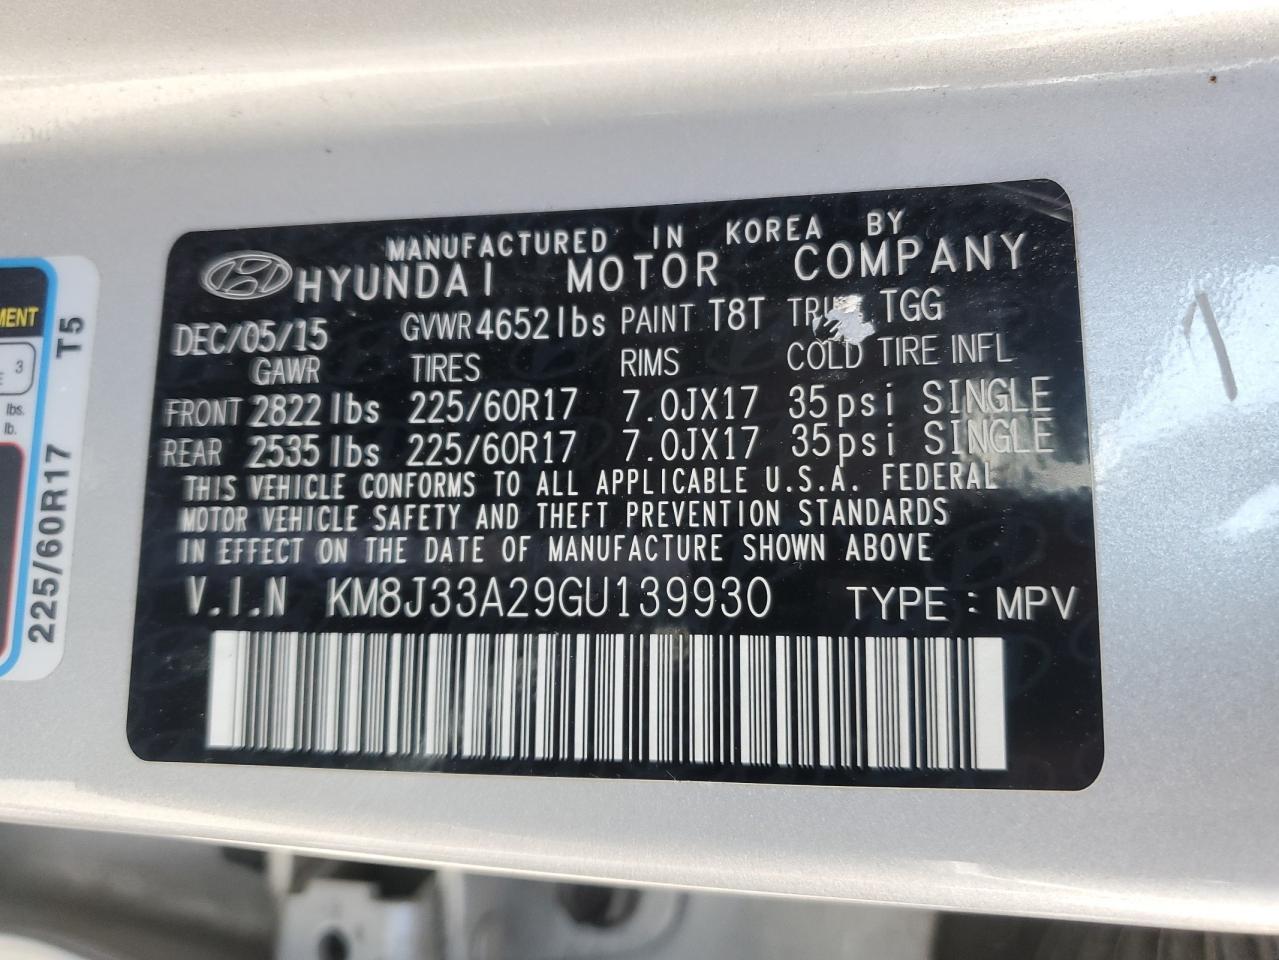 MANUFACTURED IN KOREA BY
HYUNDAI MOTOR COMPANY
DEC/05/15 GVWR 4652lbs PAINT T8T TGG
GAWR TIRES RIMS COLD TIRE INFL
FRONT 2822 lbs 225/60R17 7.0JX17 35psi SINGLE
REAR 2535 lbs 225/60R17 7.0JX17 35psi SINGLE
THIS VEHICLE CONFORMS TO ALL APPLICABLE U.S.A. FEDERAL
MOTOR VEHICLE SAFETY AND THEFT PREVENTION STANDARDS
IN EFFECT ON THE DATE OF MANUFACTURE SHOWN ABOVE
V.I.N KM8J33A29GU139930 TYPE : MPV
3
lbs.
lb.
225/60R17 T5